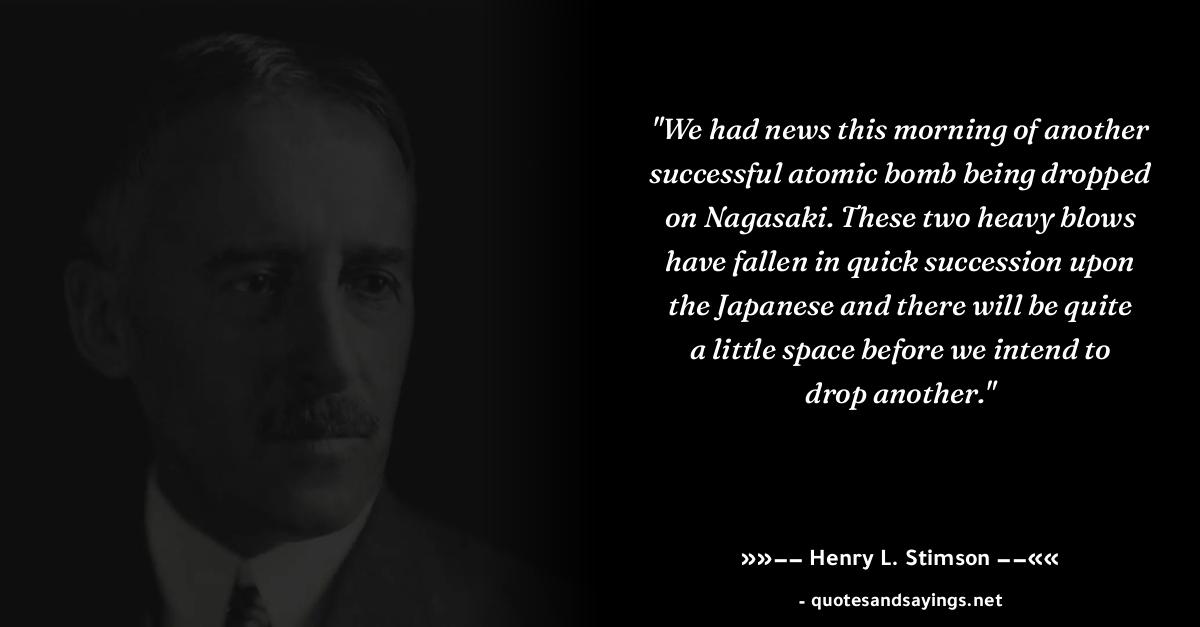 "We had news this morning of another
successful atomic bomb being dropped
on Nagasaki. These two heavy blows
have fallen in quick succession upon
the Japanese and there will be quite
a little space before we intend to
drop another."
»»−− Henry L. Stimson −−««
- quotesandsayings.net